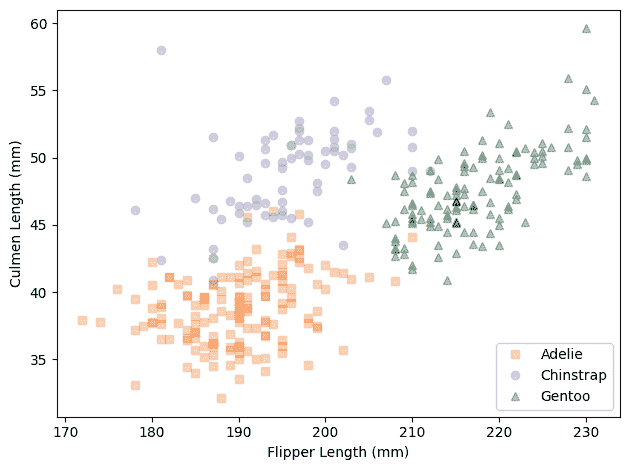 60
55
50
45
40
35
Culmen Length (mm)
170 180 190 200 210 220 230
Flipper Length (mm)
Adelie
Chinstrap
Gentoo